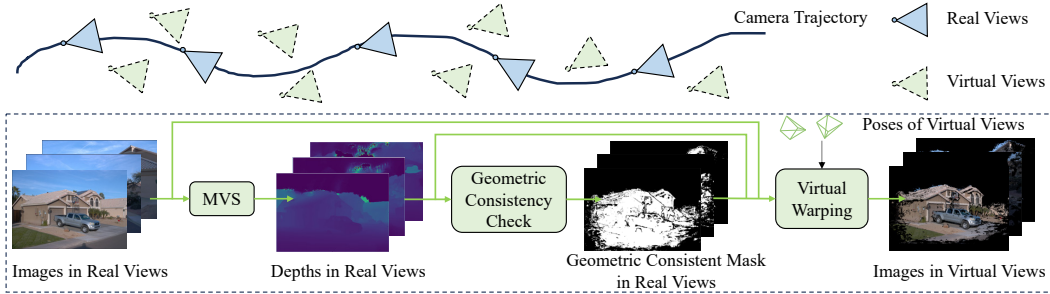 Camera Trajectory
Real Views
Virtual Views
Poses of Virtual Views
MVS
Geometric
Consistency
Check
Virtual
Warping
Images in Real Views
Depths in Real Views
Geometric Consistent Mask
in Real Views
Images in Virtual Views